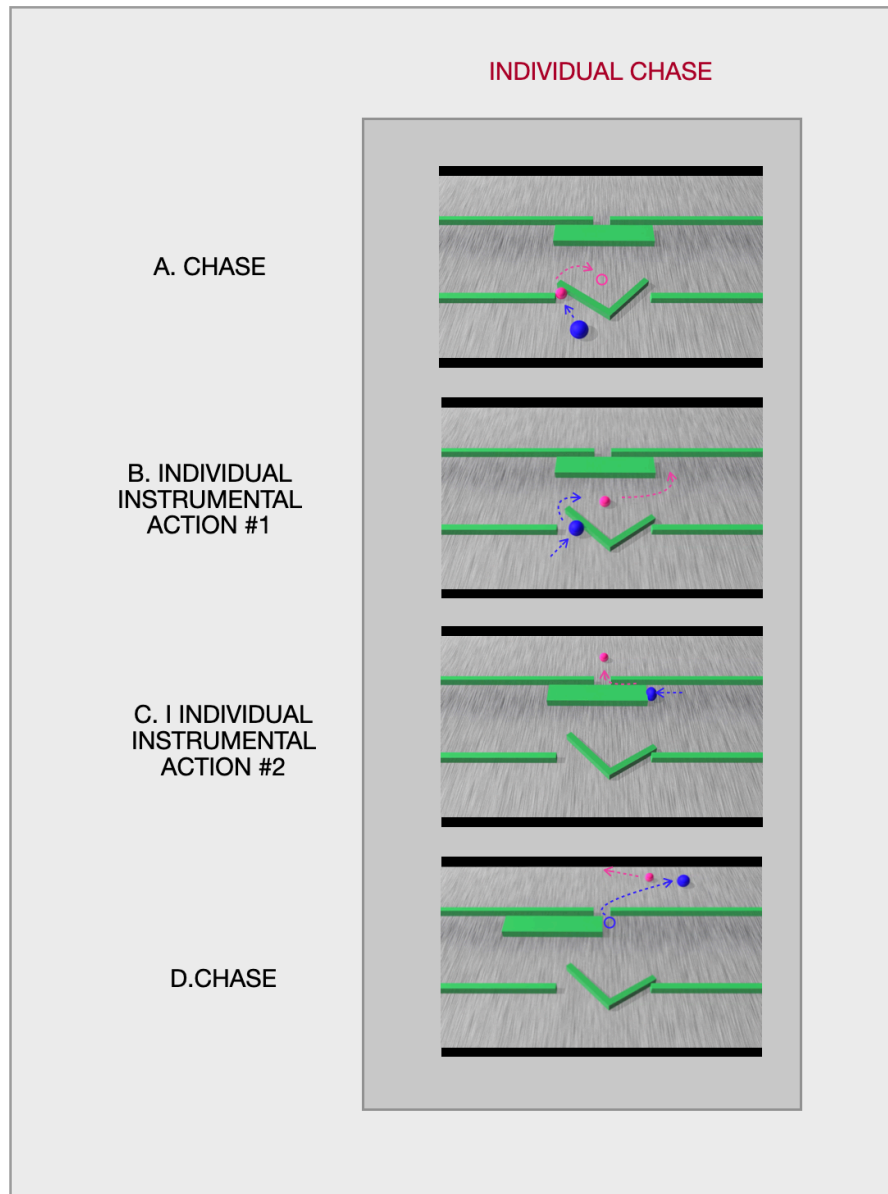 INDIVIDUAL CHASE
A. CHASE
B. INDIVIDUAL
INSTRUMENTAL
ACTION #1
C. I INDIVIDUAL
INSTRUMENTAL
ACTION #2
D.CHASE